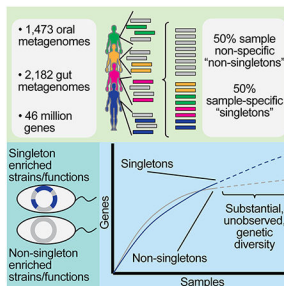 • 1,473 oral
metagenomes
• 2,182 gut
metagenomes
• 46 million
genes
50% sample
non-specific
“non-singletons”
50%
sample-specific
“singletons”
Singleton
enriched
strains/functions
Non-singleton
enriched
strains/functions
Genes
Singletons
Non-singletons
Substantial,
unobserved,
genetic
diversity
Samples